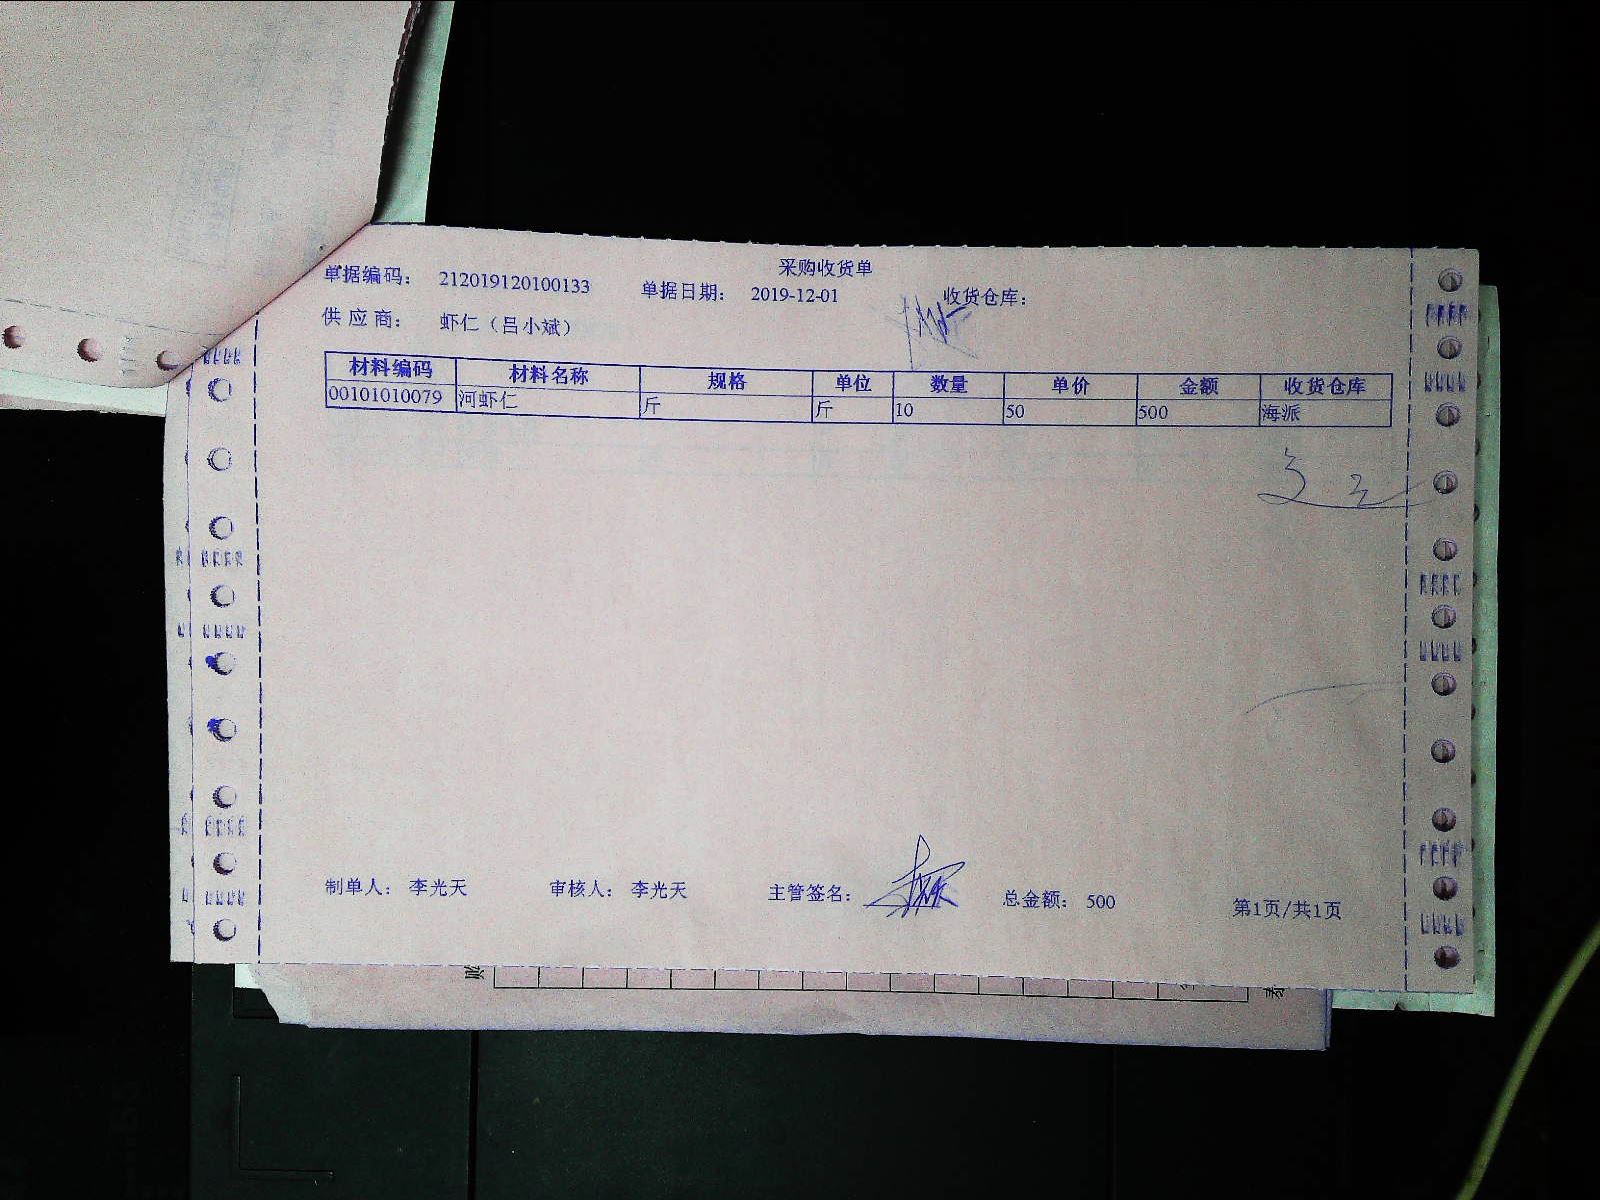 采购收货单
单据编码： 212019120100133 单据日期： 2019-12-01 收货仓库：
供 应 商： 虾仁（吕小斌）
材料编码 材料名称 规格 单位 数量 单价 金额 收货仓库
00101010079 河虾仁 斤 斤 10 50 500 海派
制单人： 李光天 审核人： 李光天 主管签名： 总金额： 500 第1页/共1页